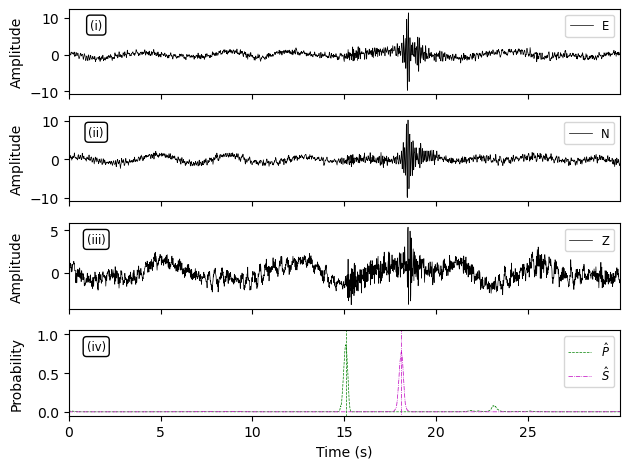 (i)
E
10
0
−10
Amplitude
(ii)
N
10
0
−10
Amplitude
(iii)
Z
5
0
Amplitude
(iv)
P̂
Ŝ
1.0
0.5
0.0
Probability
0 5 10 15 20 25
Time (s)